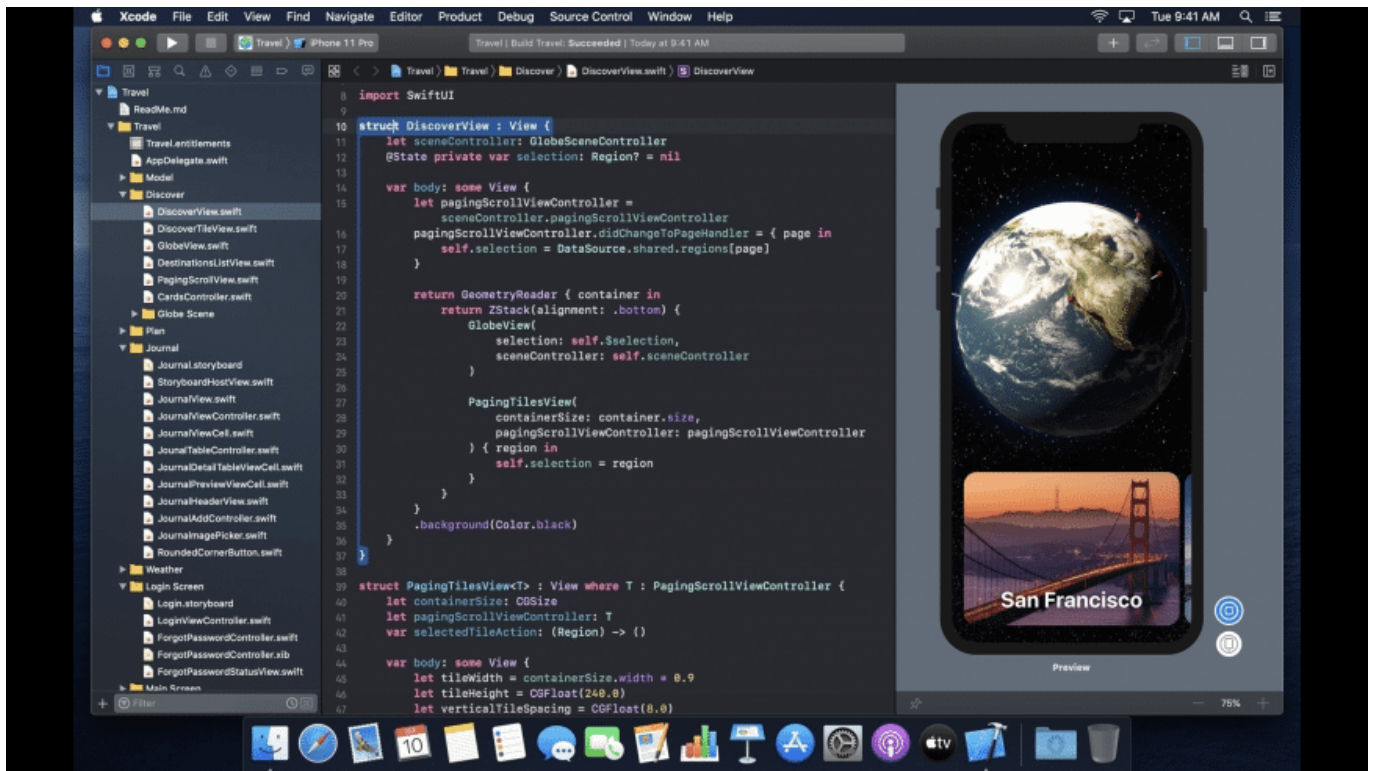 Xcode File Edit View Find Navigate Editor Product Debug Source Control Window Help Tue 9:41 AM
Travel iPhone 11 Pro Travel | Build Travel: Succeeded | Today at 9:41 AM
Travel Travel Discover DiscoverView.swift DiscoverView
Travel
ReadMe.md
Travel
Travel.entitlements
AppDelegate.swift
Model
Discover
DiscoverView.swift
DiscoverTileView.swift
GlobeView.swift
DestinationsListView.swift
PagingScrollView.swift
CardsController.swift
Globe Scene
Plan
Journal
Journal.storyboard
StoryboardHostView.swift
JournalView.swift
JournalViewController.swift
JournalViewCell.swift
JounalTableController.swift
JournalDetailTableViewCell.swift
JournalPreviewViewCell.swift
JournalHeaderView.swift
JournalAddController.swift
JournalImagePicker.swift
RoundedCornerButton.swift
Weather
Login Screen
Login.storyboard
LoginViewController.swift
ForgotPasswordController.swift
ForgotPasswordController.xib
ForgotPasswordStatusView.swift
Main Screen
Filter
8 import SwiftUI
9
10 struct DiscoverView : View {
11 let sceneController: GlobeSceneController
12 @State private var selection: Region? = nil
13
14 var body: some View {
15 let pagingScrollViewController =
sceneController.pagingScrollViewController
16 pagingScrollViewController.didChangeToPageHandler = { page in
17 self.selection = DataSource.shared.regions[page]
18 }
19
20 return GeometryReader { container in
21 return ZStack(alignment: .bottom) {
22 GlobeView(
23 selection: self.$selection,
24 sceneController: self.sceneController
25 )
26
27 PagingTilesView(
28 containerSize: container.size,
29 pagingScrollViewController: pagingScrollViewController
30 ) { region in
31 self.selection = region
32 }
33 }
34 }
35 .background(Color.black)
36 }
37 }
38
39 struct PagingTilesView<T> : View where T : PagingScrollViewController {
40 let containerSize: CGSize
41 let pagingScrollViewController: T
42 var selectedTileAction: (Region) -> ()
43
44 var body: some View {
45 let tileWidth = containerSize.width * 0.9
46 let tileHeight = CGFloat(240.0)
47 let verticalTileSpacing = CGFloat(8.0)
San Francisco
Preview
75%
10
tv